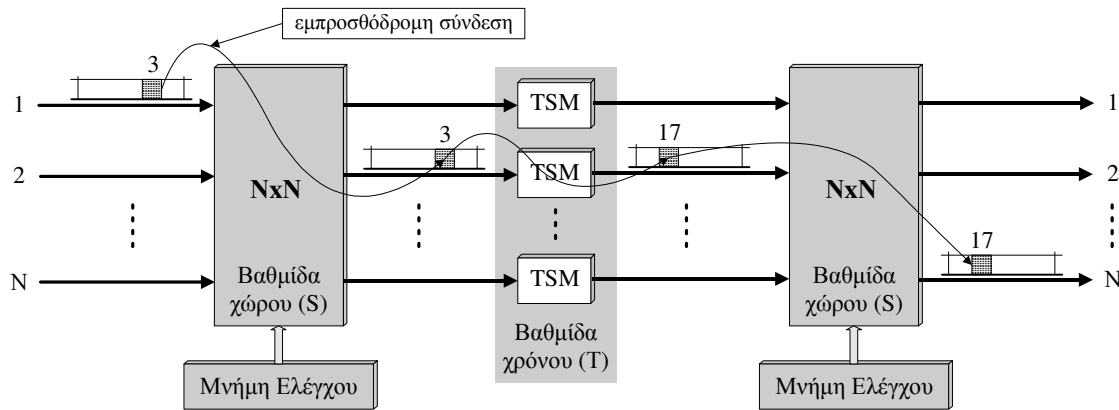 εμπροσθόδρομη σύνδεση
3
1
TSM
1
3
17
2
NxN
TSM
NxN
2
17
N
TSM
N
Βαθμίδα
χώρου (S)
Βαθμίδα
χρόνου (T)
Βαθμίδα
χώρου (S)
Μνήμη Ελέγχου
Μνήμη Ελέγχου